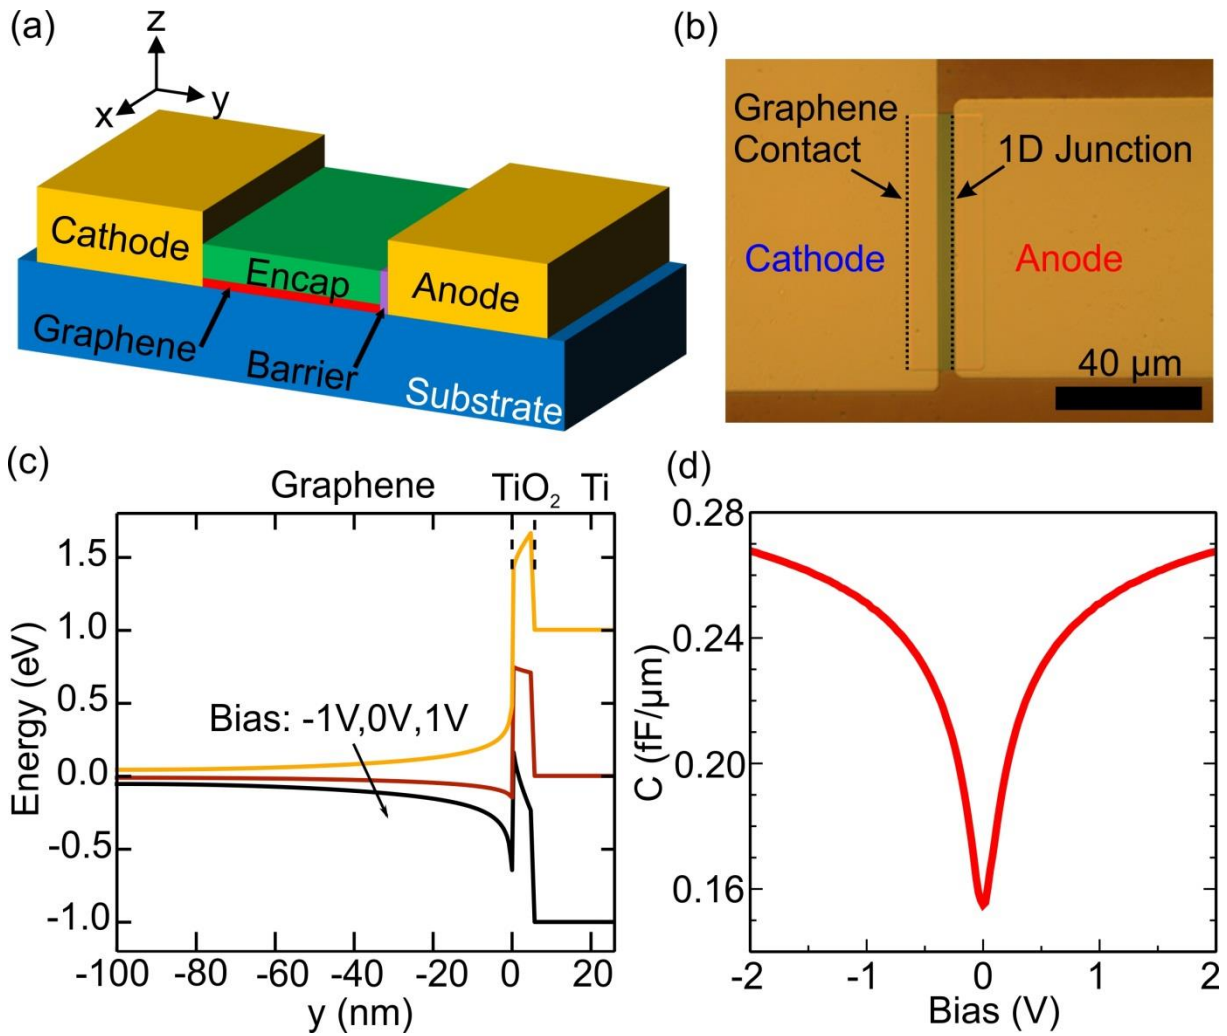 (a)
z
x
y
Cathode
Encap
Anode
Graphene
Barrier
Substrate
(b)
Graphene
Contact
1D Junction
Cathode
Anode
40 µm
(c)
Graphene
TiO₂
Ti
Energy (eV)
1.5
1.0
0.5
0.0
-0.5
-1.0
Bias: -1V,0V,1V
-100 -80 -60 -40 -20 0 20
y (nm)
(d)
C (fF/µm)
0.28
0.24
0.20
0.16
-2 -1 0 1 2
Bias (V)